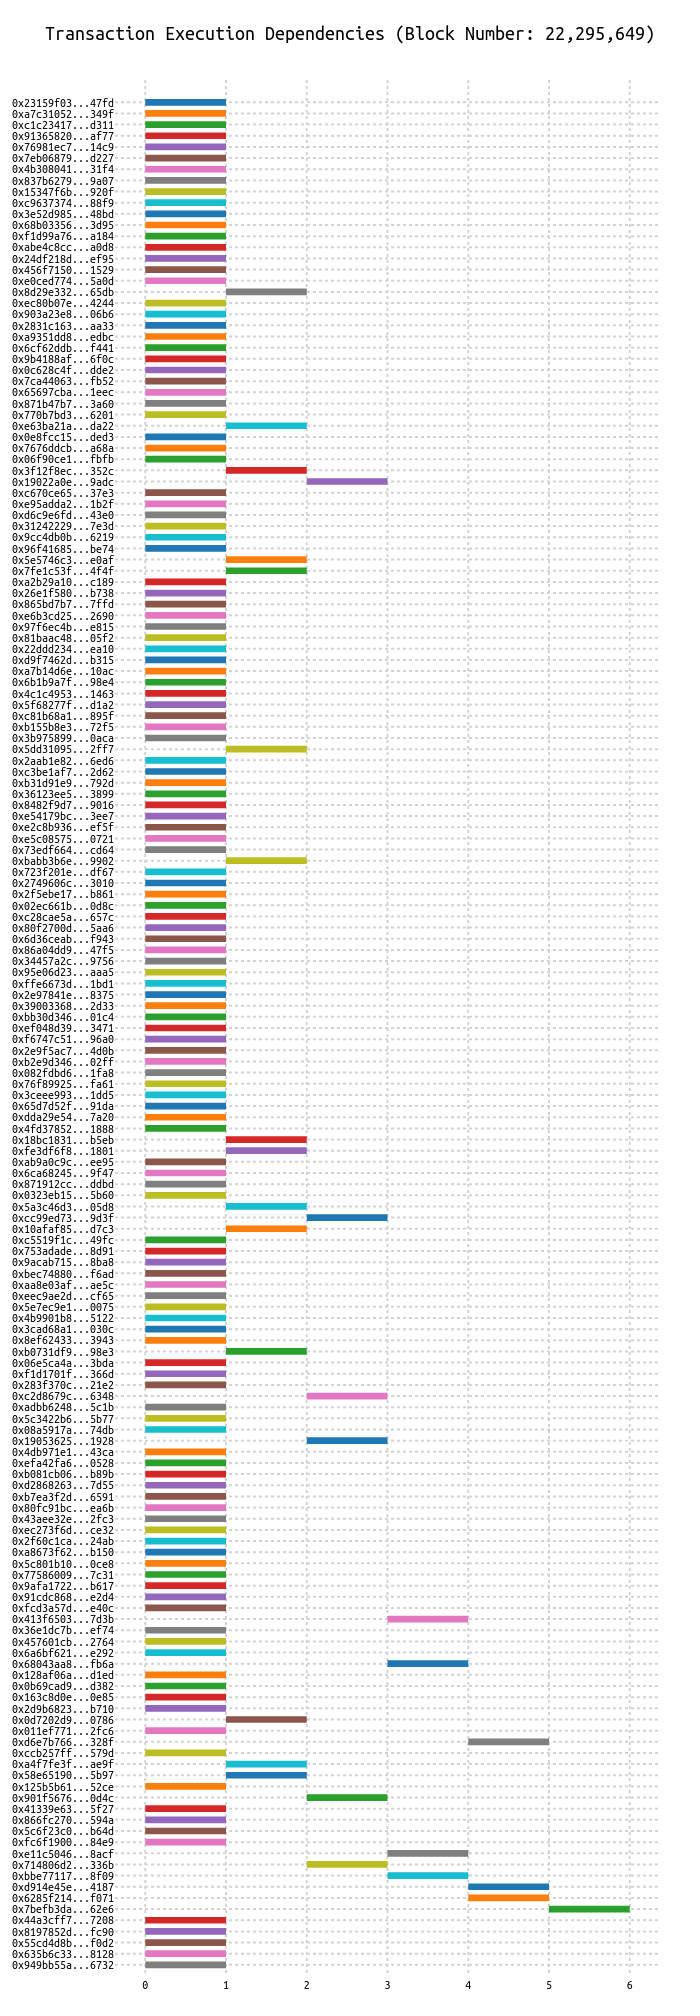 Transaction Execution Dependencies (Block Number: 22,295,649)
0x23159f03...47fd
0xa7c31052...349f
0xc1c23417...d311
0x91365820...af77
0x76981ec7...14c9
0x7eb06879...d227
0x4b308041...31f4
0x837b6279...9a07
0x15347f6b...920f
0xc9637374...88f9
0x3e52d985...48bd
0x68b03356...3d95
0xf1d99a76...a184
0xabe4c8cc...a0d8
0x24df218d...ef95
0x456f7150...1529
0xe0ced774...5a0d
0x8d29e332...65db
0xec80b07e...4244
0x903a23e8...06b6
0x2831c163...aa33
0xa9351dd8...edbc
0x6cf62ddb...f441
0x9b4188af...6f0c
0x0c628c4f...dde2
0x7ca44063...fb52
0x65697cba...1eec
0x871b47b7...3a60
0x770b7bd3...6201
0xe63ba21a...da22
0x0e8fcc15...ded3
0x7676ddcb...a68a
0x06f90ce1...fbfb
0x3f12f8ec...352c
0x19022a0e...9adc
0xc670ce65...37e3
0xe95adda2...1b2f
0xd6c9e6fd...43e0
0x31242229...7e3d
0x9cc4db0b...6219
0x96f41685...be74
0x5e5746c3...e0af
0x7fe1c53f...4f4f
0xa2b29a10...c189
0x26e1f580...b738
0x865bd7b7...7ffd
0xe6b3cd25...2690
0x97f6ec4b...e815
0x81baac48...05f2
0x22ddd234...ea10
0xd9f7462d...b315
0xa7b14d6e...10ac
0x6b1b9a7f...98e4
0x4c1c4953...1463
0x5f68277f...d1a2
0xc81b68a1...895f
0xb155b8e3...72f5
0x3b975899...0aca
0x5dd31095...2ff7
0x2aab1e82...6ed6
0xc3be1af7...2d62
0xb31d91e9...792d
0x36123ee5...3899
0x8482f9d7...9016
0xe54179bc...3ee7
0xe2c8b936...ef5f
0xe5c08575...0721
0x73edf664...cd64
0xbabb3b6e...9902
0x723f201e...df67
0x2749606c...3010
0x2f5ebe17...b861
0x02ec661b...0d8c
0xc28cae5a...657c
0x80f2700d...5aa6
0x6d36ceab...f943
0x86a04dd9...47f5
0x34457a2c...9756
0x95e06d23...aaa5
0xffe6673d...1bd1
0x2e97841e...8375
0x39003368...2d33
0xbb30d346...01c4
0xef048d39...3471
0xf6747c51...96a0
0x2e9f5ac7...4d0b
0xb2e9d346...02ff
0x082fdbd6...1fa8
0x76f89925...fa61
0x3ceee993...1dd5
0x65d7d52f...91da
0xdda29e54...7a20
0x4fd37852...1888
0x18bc1831...b5eb
0xfe3df6f8...1801
0xab9a0c9c...ee95
0x6ca68245...9f47
0x871912cc...ddbd
0x0323eb15...5b60
0x5a3c46d3...05d8
0xcc99ed73...9d3f
0x10afaf85...d7c3
0xc5519f1c...49fc
0x753adade...8d91
0x9acab715...8ba8
0xbec74880...f6ad
0xaa8e03af...ae5c
0xeec9ae2d...cf65
0x5e7ec9e1...0075
0x4b9901b8...5122
0x3cad68a1...030c
0x8ef62433...3943
0xb0731df9...98e3
0x06e5ca4a...3bda
0xf1d1701f...366d
0x283f370c...21e2
0xc2d8679c...6348
0xadbb6248...5c1b
0x5c3422b6...5b77
0x08a5917a...74db
0x19053625...1928
0x4db971e1...43ca
0xefa42fa6...0528
0xb081cb06...b89b
0xd2868263...7d55
0xb7ea3f2d...6591
0x80fc91bc...ea6b
0x43aee32e...2fc3
0xec273f6d...ce32
0x2f60c1ca...24ab
0xa8673f62...b150
0x5c801b10...0ce8
0x77586009...7c31
0x9afa1722...b617
0x91cdc868...e2d4
0xfcd3a57d...e40c
0x413f6503...7d3b
0x36e1dc7b...ef74
0x457601cb...2764
0x6a6bf621...e292
0x68043aa8...fb6a
0x128af06a...d1ed
0x0b69cad9...d382
0x163c8d0e...0e85
0x2d9b6823...b710
0x0d7202d9...0786
0x011ef771...2fc6
0xd6e7b766...328f
0xccb257ff...579d
0xa4f7fe3f...ae9f
0x58e65190...5b97
0x125b5b61...52ce
0x901f5676...0d4c
0x41339e63...5f27
0x866fc270...594a
0x5c6f23c0...b64d
0xfc6f1900...84e9
0xe11c5046...8acf
0x714806d2...336b
0xbbe77117...8f09
0xd914e45e...4187
0x6285f214...f071
0x7befb3da...62e6
0x44a3cff7...7208
0x8197852d...fc90
0x55cd4d8b...f0d2
0x635b6c33...8128
0x949bb55a...6732
0 1 2 3 4 5 6